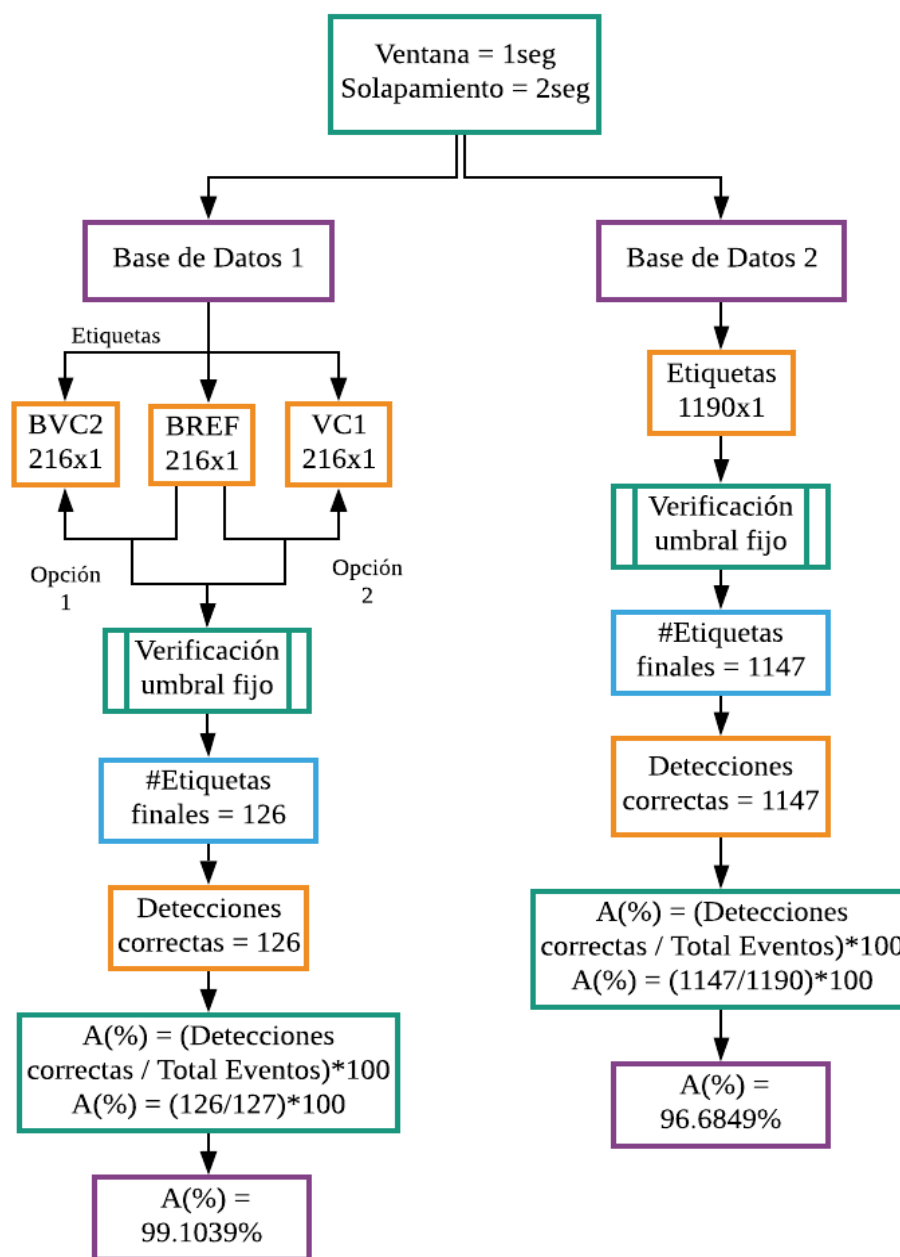 Ventana = 1seg
Solapamiento = 2seg
Base de Datos 1
Etiquetas
BVC2
216x1
BREF
216x1
VC1
216x1
Opción
1
Opción
2
Verificación
umbral fijo
#Etiquetas
finales = 126
Detecciones
correctas = 126
A(%) = (Detecciones
correctas / Total Eventos)*100
A(%) = (126/127)*100
A(%) =
99.1039%
Base de Datos 2
Etiquetas
1190x1
Verificación
umbral fijo
#Etiquetas
finales = 1147
Detecciones
correctas = 1147
A(%) = (Detecciones
correctas / Total Eventos)*100
A(%) = (1147/1190)*100
A(%) =
96.6849%